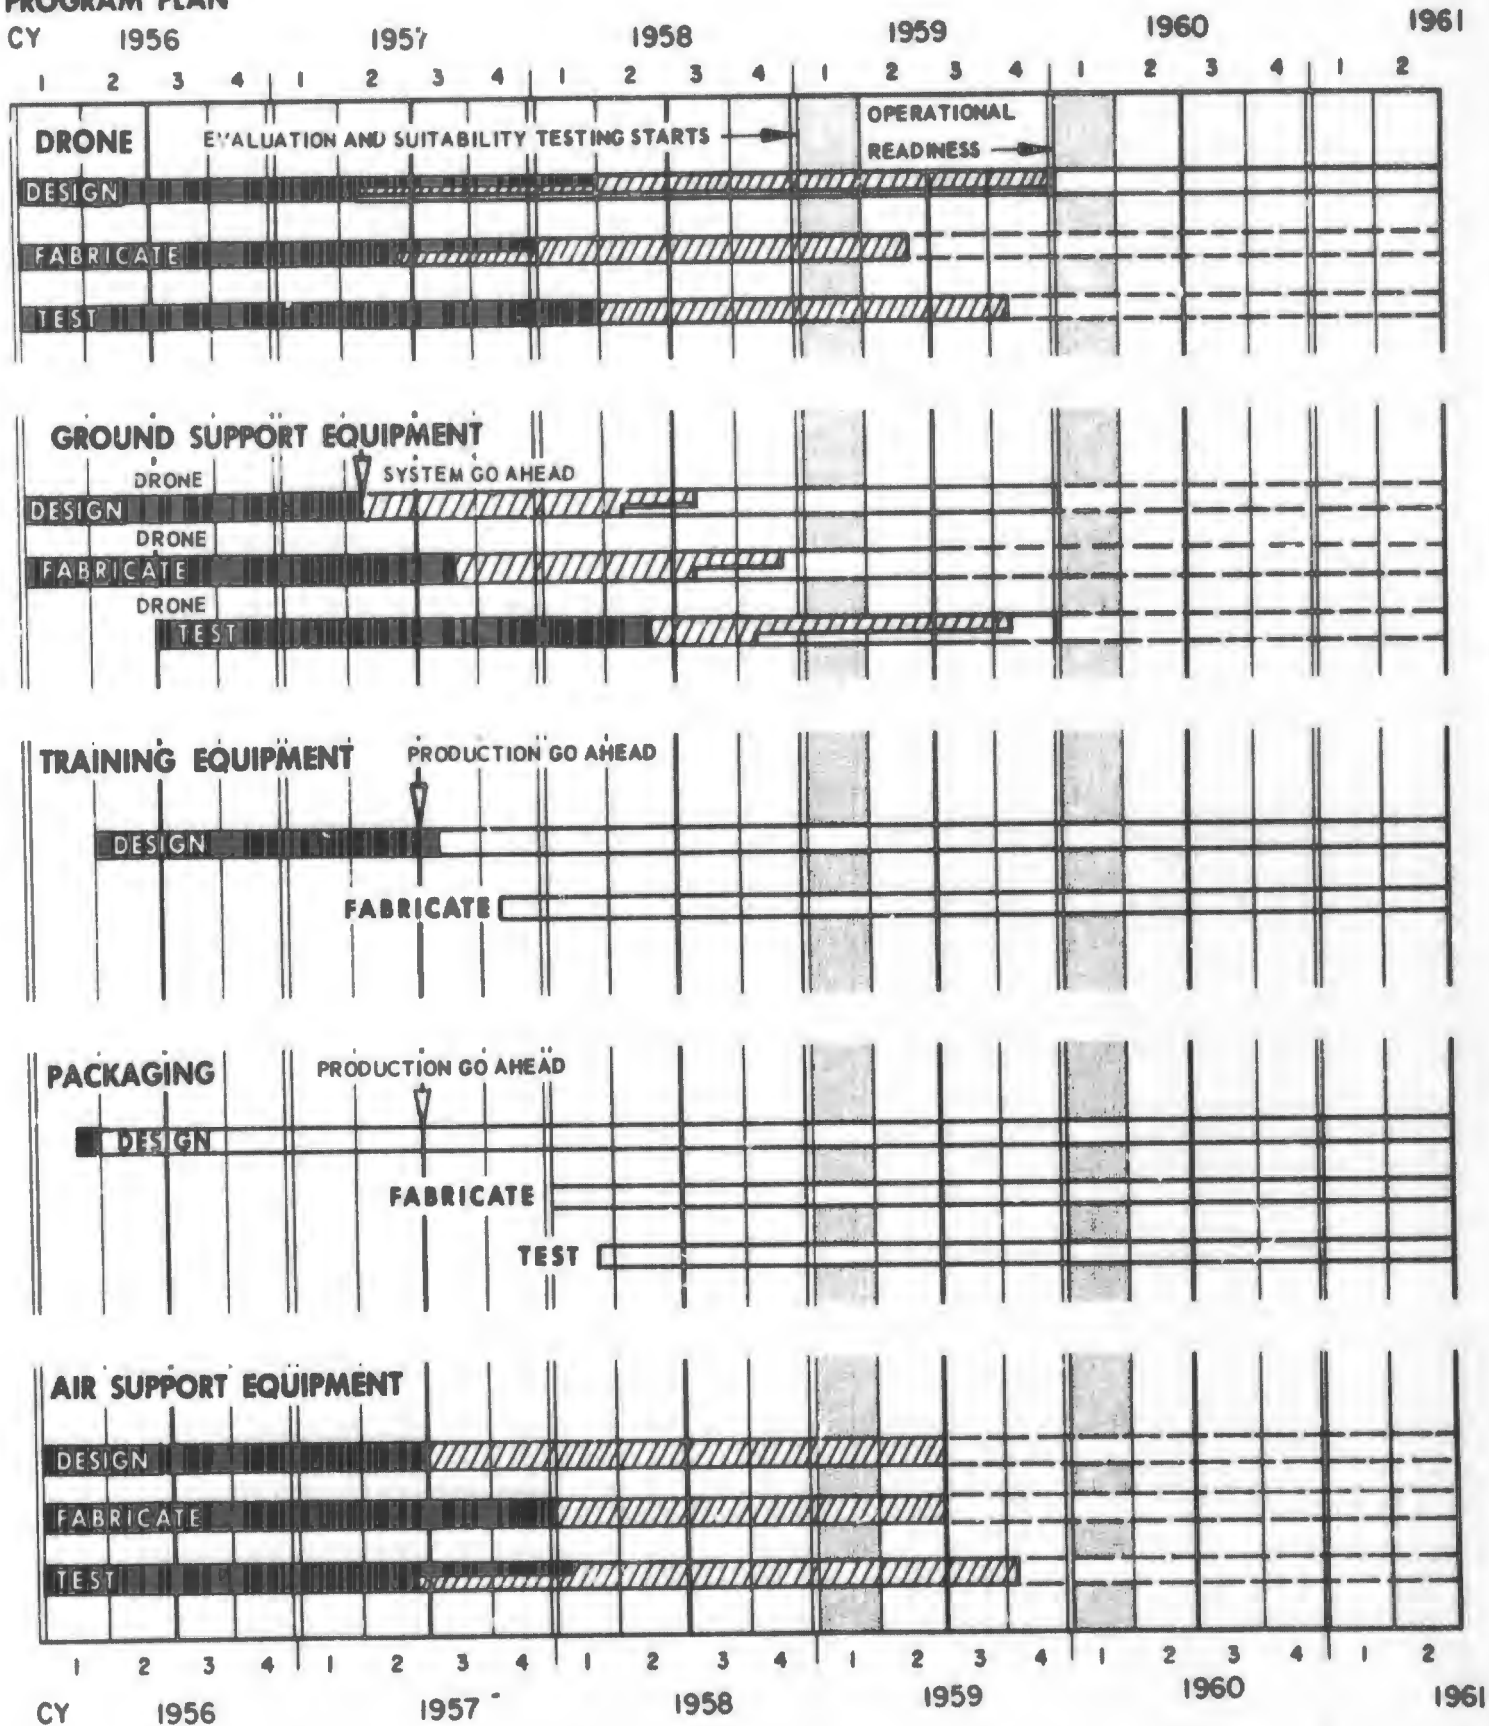 PROGRAM PLAN
CY 1956 1957 1958 1959 1960 1961
1 2 3 4 1 2 3 4 1 2 3 4 1 2 3 4 1 2 3 4 1 2
DRONE
EVALUATION AND SUITABILITY TESTING STARTS
OPERATIONAL
READINESS
DESIGN
FABRICATE
TEST
GROUND SUPPORT EQUIPMENT
DRONE
SYSTEM GO AHEAD
DESIGN
DRONE
FABRICATE
DRONE
TEST
TRAINING EQUIPMENT
PRODUCTION GO AHEAD
DESIGN
FABRICATE
PACKAGING
PRODUCTION GO AHEAD
DESIGN
FABRICATE
TEST
AIR SUPPORT EQUIPMENT
DESIGN
FABRICATE
TEST
1 2 3 4 1 2 3 4 1 2 3 4 1 2 3 4 1 2 3 4 1 2
CY 1956 1957 1958 1959 1960 1961